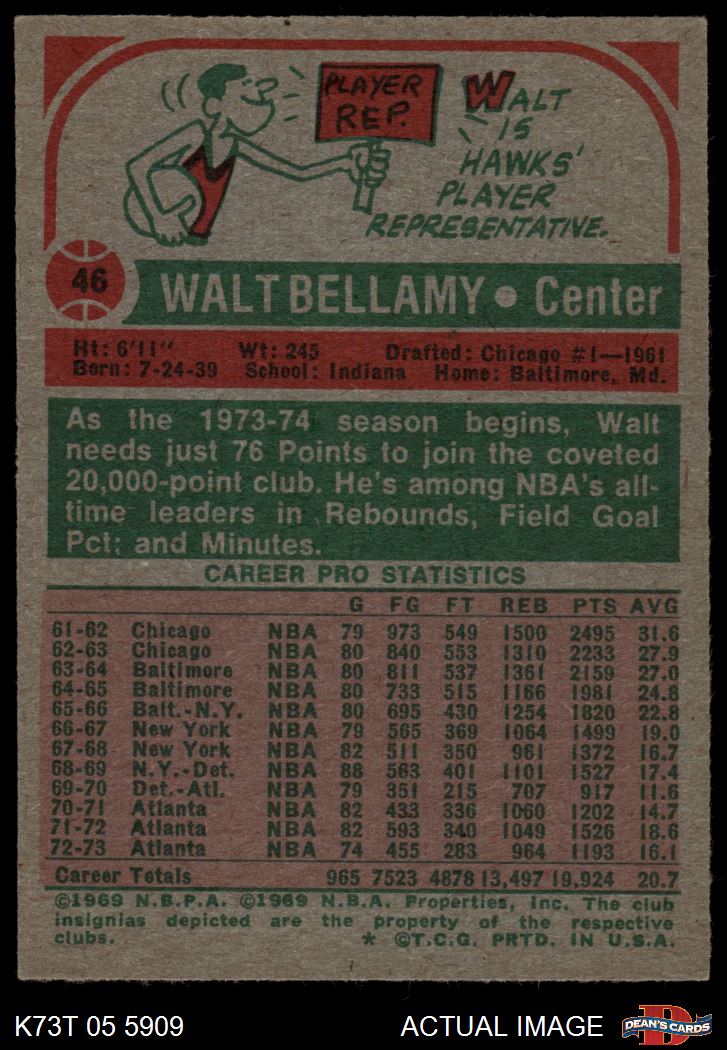 PLAYER
REP.
WALT
IS
HAWKS'
PLAYER
REPRESENTATIVE.
46
WALT BELLAMY • Center
Ht: 6'11" Wt: 245 Drafted: Chicago #1—1961
Born: 7-24-39 School: Indiana Home: Baltimore, Md.
As the 1973-74 season begins, Walt
needs just 76 Points to join the coveted
20,000-point club. He's among NBA's all-
time leaders in Rebounds, Field Goal
Pct; and Minutes.
CAREER PRO STATISTICS
G FG FT REB PTS AVG
61-62 Chicago NBA 79 973 549 1500 2495 31.6
62-63 Chicago NBA 80 840 553 1310 2233 27.9
63-64 Baltimore NBA 80 811 537 1361 2159 27.0
64-65 Baltimore NBA 80 733 515 1166 1981 24.8
65-66 Balt.-N.Y. NBA 80 695 430 1254 1820 22.8
66-67 New York NBA 79 565 369 1064 1499 19.0
67-68 New York NBA 82 511 350 961 1372 16.7
68-69 N.Y.-Det. NBA 88 563 401 1101 1527 17.4
69-70 Det.-Atl. NBA 79 351 215 707 917 11.6
70-71 Atlanta NBA 82 433 336 1060 1202 14.7
71-72 Atlanta NBA 82 593 340 1049 1526 18.6
72-73 Atlanta NBA 74 455 283 964 1193 16.1
Career Totals 965 7523 4878 13,497 19,924 20.7
©1969 N.B.P.A. ©1969 N.B.A. Properties, Inc. The club
insignias depicted are the property of the respective
clubs. * ©T.C.G. PRTD. IN U.S.A.
K73T 05 5909 ACTUAL IMAGE
D
DEAN'S CARDS